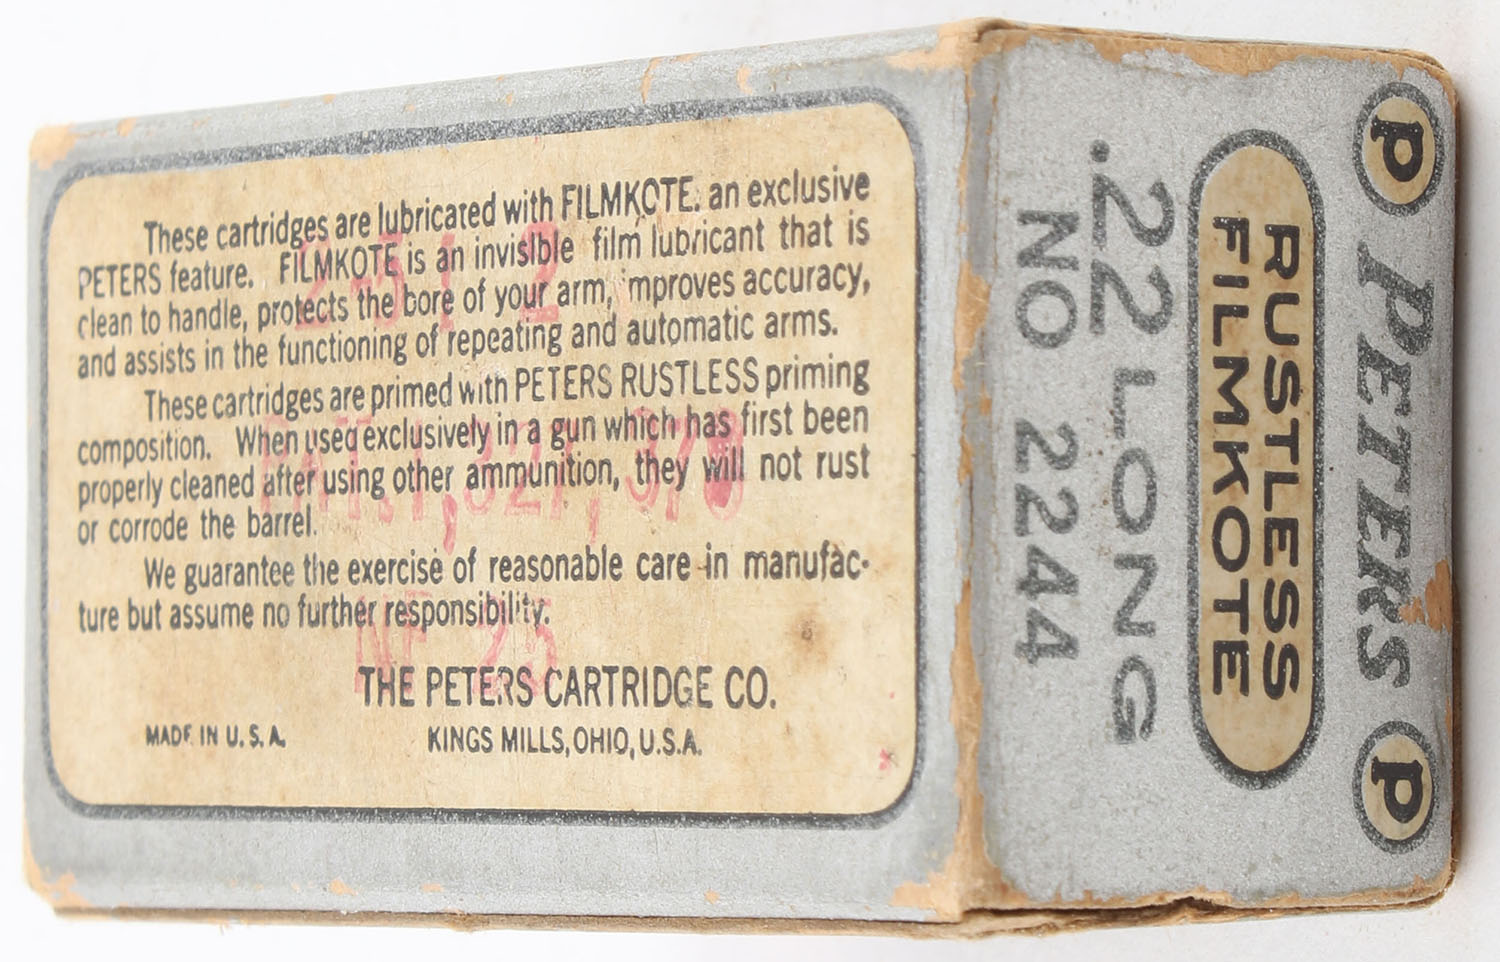 These cartridges are lubricated with FILMKOTE, an exclusive
PETERS feature. FILMKOTE is an invisible film lubricant that is
clean to handle, protects the bore of your arm, improves accuracy,
and assists in the functioning of repeating and automatic arms.
These cartridges are primed with PETERS RUSTLESS priming
composition. When used exclusively in a gun which has first been
properly cleaned after using other ammunition, they will not rust
or corrode the barrel.
We guarantee the exercise of reasonable care in manufac-
ture but assume no further responsibility.
THE PETERS CARTRIDGE CO.
MADE IN U.S.A. KINGS MILLS, OHIO, U.S.A.
NF 25
P PETERS P
RUSTLESS
FILMKOTE
.22 LONG
NO 2244